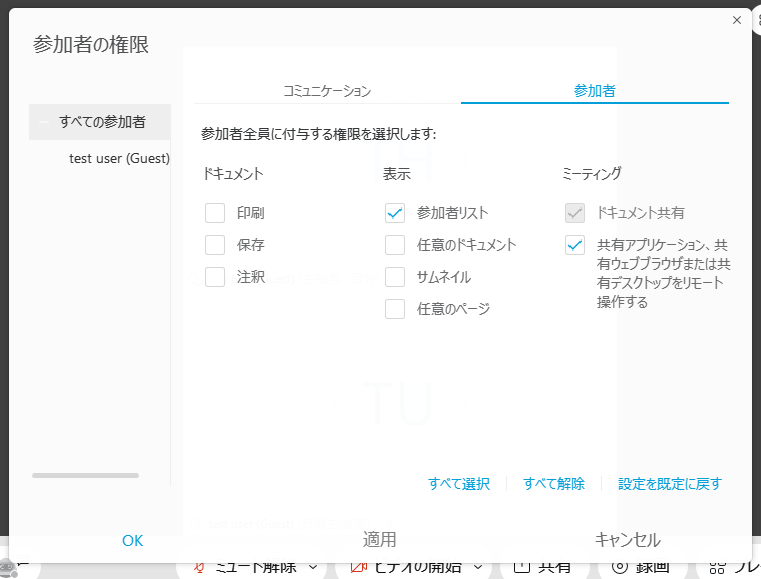 参加者の権限
コミュニケーション
参加者
すべての参加者
test user (Guest)
参加者全員に付与する権限を選択します:
ドキュメント
表示
ミーティング
印刷
参加者リスト
ドキュメント共有
保存
任意のドキュメント
共有アプリケーション、共
有ウェブブラウザまたは共
有デスクトップをリモート
操作する
注釈
サムネイル
任意のページ
TU
すべて選択
すべて解除
設定を既定に戻す
OK
適用
キャンセル
ミュート解除
ビデオの開始
共有
録画